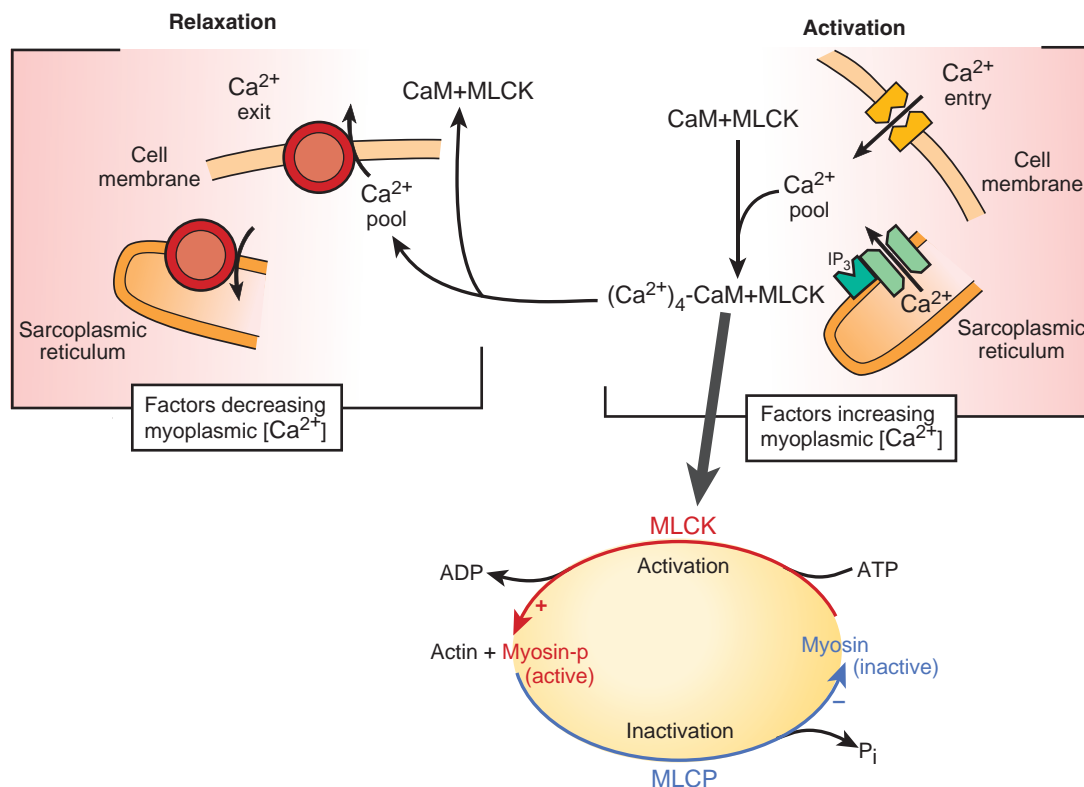 Relaxation
Activation
Ca²⁺
exit
CaM+MLCK
Cell
membrane
Ca²⁺
pool
Sarcoplasmic
reticulum
Factors decreasing
myoplasmic [Ca²⁺]
CaM+MLCK
Ca²⁺
entry
Cell
membrane
Ca²⁺
pool
IP₃
(Ca²⁺)₄-CaM+MLCK
Ca²⁺
Sarcoplasmic
reticulum
Factors increasing
myoplasmic [Ca²⁺]
MLCK
Activation
ADP
ATP
+
Actin + Myosin-p
(active)
Myosin
(inactive)
–
Inactivation
Pᵢ
MLCP